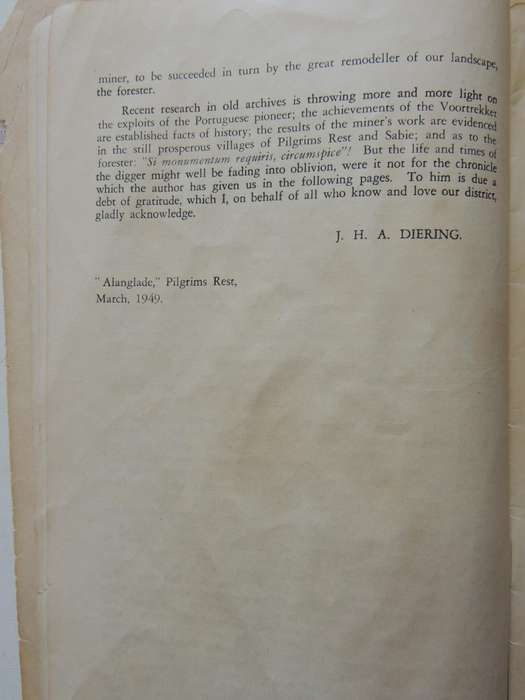 miner, to be succeeded in turn by the great remodeller of our landscape,
the forester.
Recent research in old archives is throwing more and more light on
the exploits of the Portuguese pioneer; the achievements of the Voortrekker
are established facts of history; the results of the miner's work are evidenced
in the still prosperous villages of Pilgrims Rest and Sabie; and as to the
forester: "Si monumentum requiris, circumspice"! But the life and times of
the digger might well be fading into oblivion, were it not for the chronicle
which the author has given us in the following pages. To him is due a
debt of gratitude, which I, on behalf of all who know and love our district,
gladly acknowledge.
J. H. A. DIERING.
"Alanglade," Pilgrims Rest,
March, 1949.